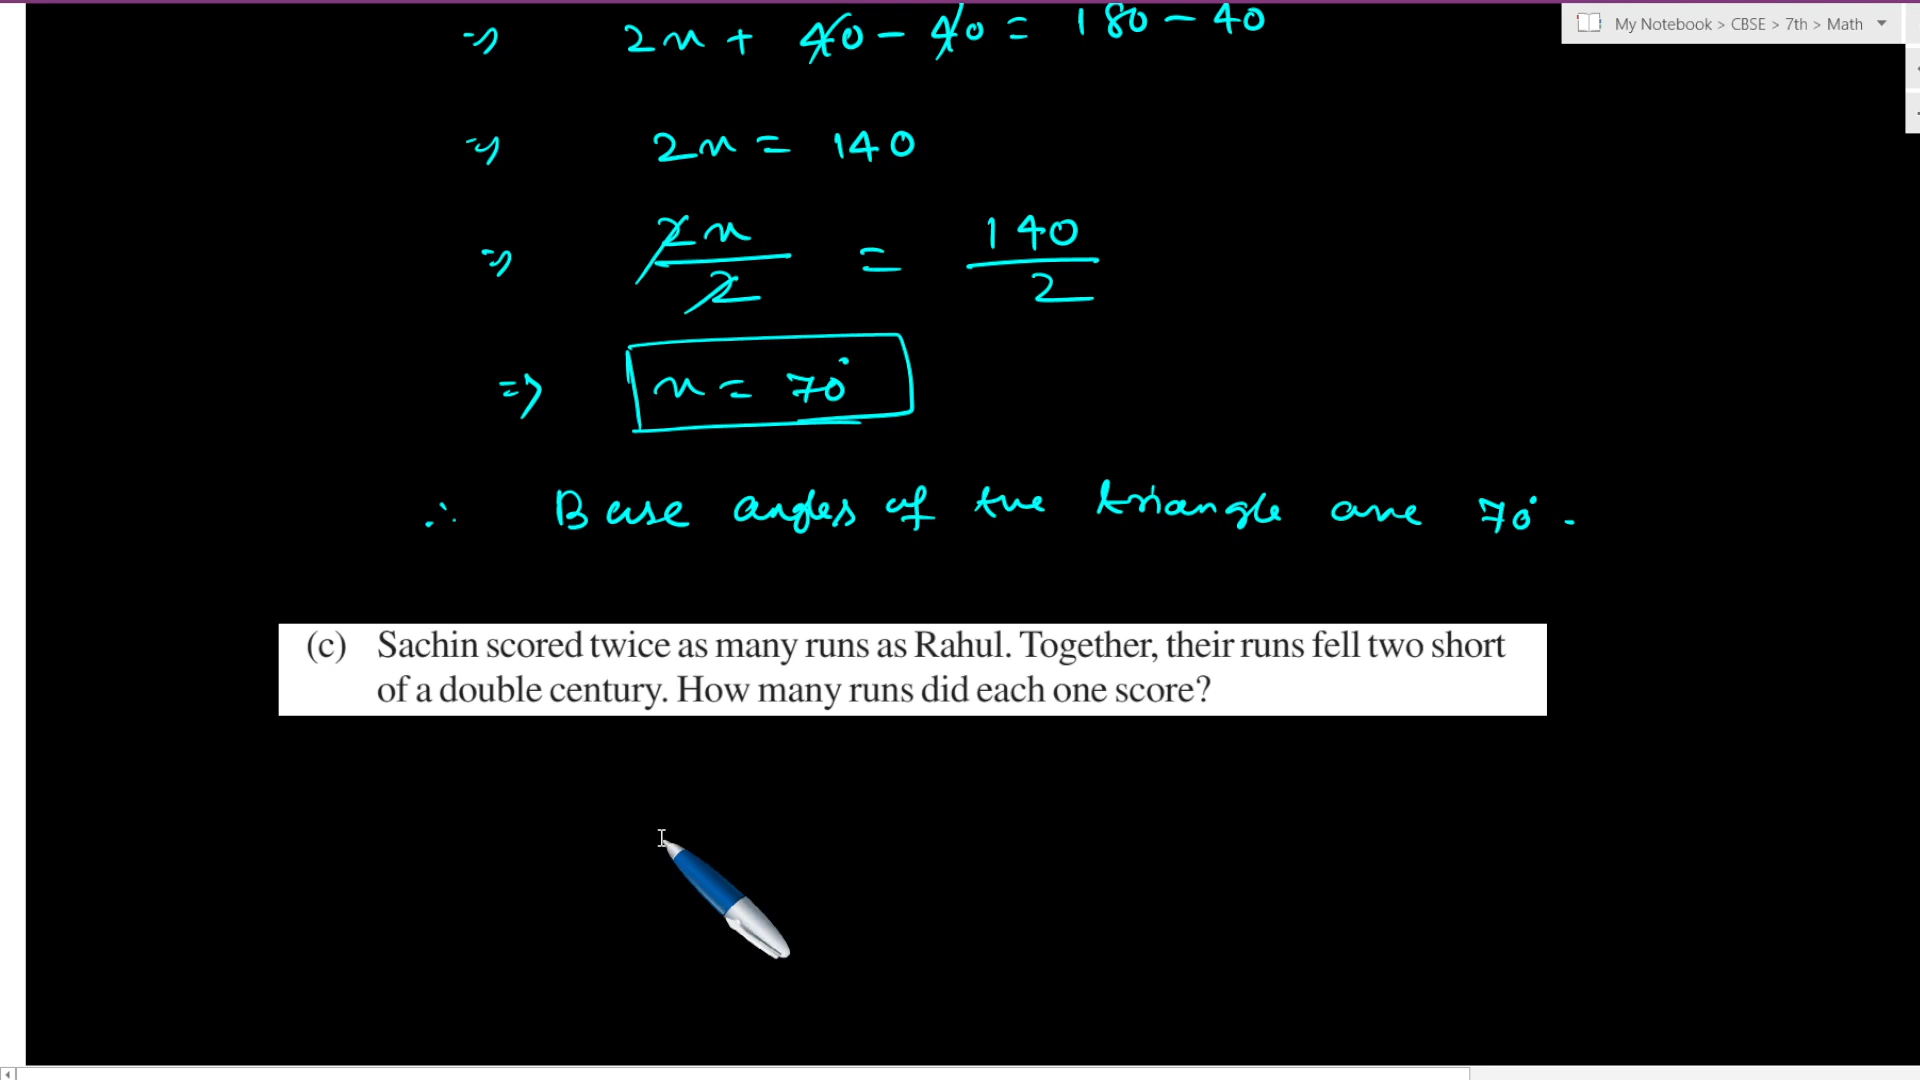 My Notebook > CBSE > 7th > Math
⇒ 2x + 40 - 40 = 180 - 40
⇒ 2x = 140
⇒ 2x/2 = 140/2
⇒ x = 70°
∴ Base angles of the triangle are 70°.
(c) Sachin scored twice as many runs as Rahul. Together, their runs fell two short
of a double century. How many runs did each one score?